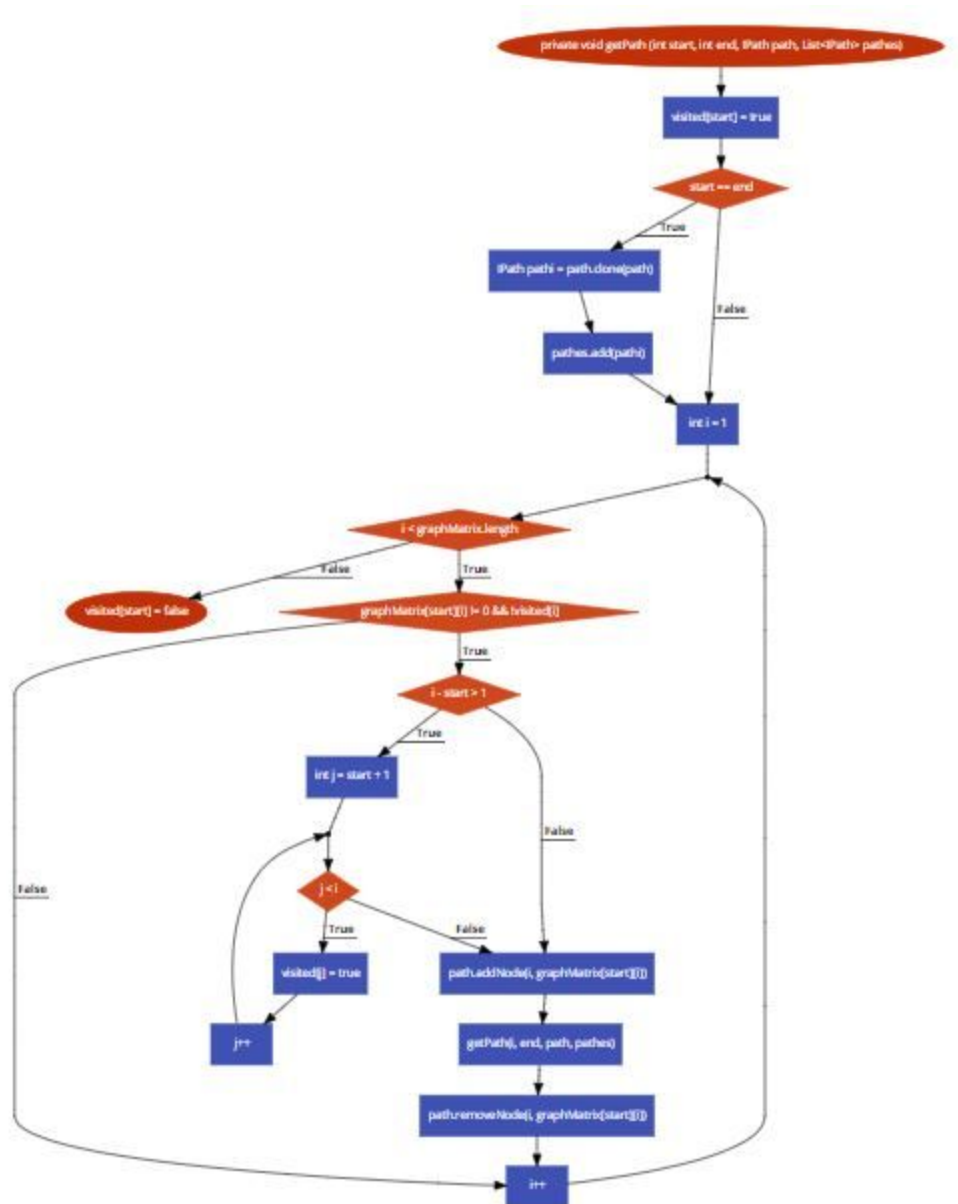 private void getPath (int start, int end, IPath path, List<IPath> pathes)
visited[start] = true
start == end
True
IPath pathi = path.clone(path)
False
pathes.add(pathi)
int i = 1
i < graphMatrix.length
False
True
visited[start] = false
graphMatrix[start][i] != 0 && !visited[i]
True
i - start > 1
True
int j = start + 1
False
False
j < i
True
False
visited[j] = true
path.addNode(i, graphMatrix[start][i])
j++
getPath(i, end, path, pathes)
path.removeNode(i, graphMatrix[start][i])
i++